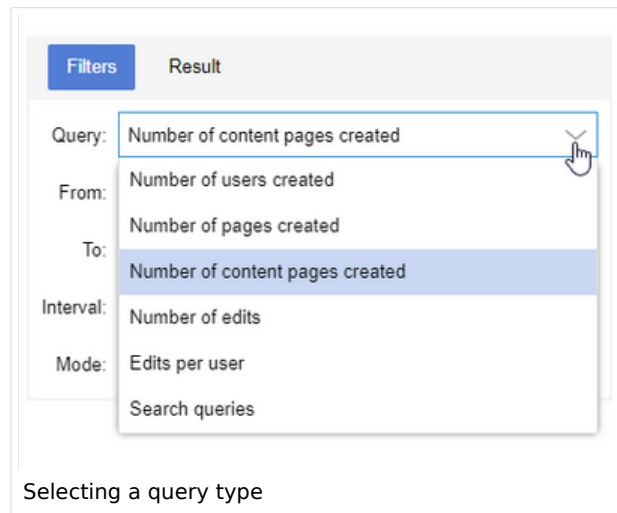 Filters Result
Query: Number of content pages created
Number of users created
From:
Number of pages created
To:
Number of content pages created
Interval: Number of edits
Mode: Edits per user
Search queries
Selecting a query type